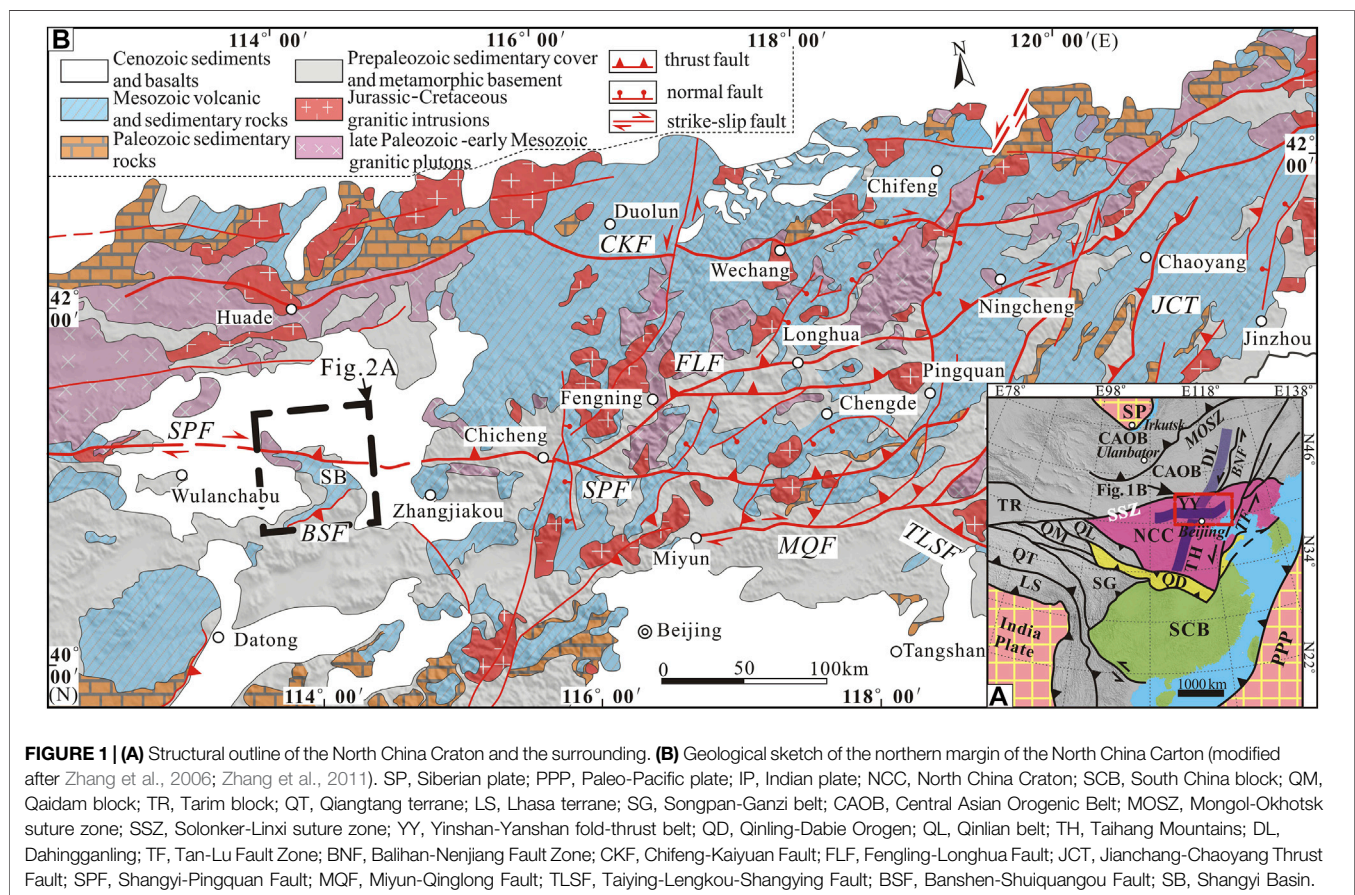 B
114° 00′
116° 00′
118° 00′
120° 00′ (E)
Cenozoic sediments
and basalts
Mesozoic volcanic
and sedimentary rocks
Paleozoic sedimentary
rocks
Prepaleozoic sedimentary cover
and metamorphic basement
Jurassic-Cretaceous
granitic intrusions
late Paleozoic -early Mesozoic
granitic plutons
thrust fault
normal fault
strike-slip fault
N
42°
00′
Chifeng
Duolun
CKF
Wechang
Chaoyang
42°
00′
Huade
Ningcheng
JCT
Jinzhou
Longhua
FLF
Pingquan
Fig.2A
Fengning
Chengde
SPF
Chicheng
SB
SPF
Wulanchabu
Zhangjiakou
BSF
Miyun
MQF
TLSF
Datong
Beijing
Tangshan
40°
00′
(N)
0 50 100km
114° 00′
116° 00′
118° 00′
E78°
E98°
E118°
E138°
SP
Irkutsk
CAOB
MOSZ
Ulanbator
DL
BNF
CAOB
Fig.1B
N46°
TR
SSZ
YY
QL
QM
NCC
Beijing
TF
TH
N34°
QT
LS
SG
QD
SCB
India
Plate
PPP
N22°
A
1000 km
FIGURE 1 | (A) Structural outline of the North China Craton and the surrounding. (B) Geological sketch of the northern margin of the North China Carton (modified
after Zhang et al., 2006; Zhang et al., 2011). SP, Siberian plate; PPP, Paleo-Pacific plate; IP, Indian plate; NCC, North China Craton; SCB, South China block; QM,
Qaidam block; TR, Tarim block; QT, Qiangtang terrane; LS, Lhasa terrane; SG, Songpan-Ganzi belt; CAOB, Central Asian Orogenic Belt; MOSZ, Mongol-Okhotsk
suture zone; SSZ, Solonker-Linxi suture zone; YY, Yinshan-Yanshan fold-thrust belt; QD, Qinling-Dabie Orogen; QL, Qinlian belt; TH, Taihang Mountains; DL,
Dahingganling; TF, Tan-Lu Fault Zone; BNF, Balihan-Nenjiang Fault Zone; CKF, Chifeng-Kaiyuan Fault; FLF, Fengling-Longhua Fault; JCT, Jianchang-Chaoyang Thrust
Fault; SPF, Shangyi-Pingquan Fault; MQF, Miyun-Qinglong Fault; TLSF, Taiying-Lengkou-Shangying Fault; BSF, Banshen-Shuiquangou Fault; SB, Shangyi Basin.